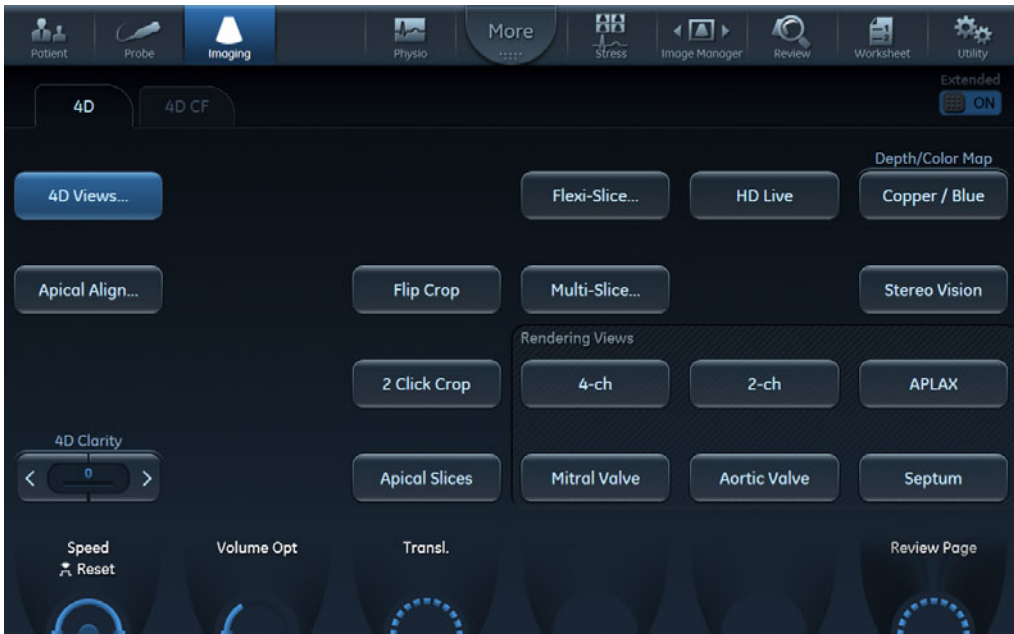 Patient
Probe
Imaging
Physio
More
Stress
Image Manager
Review
Worksheet
Utility
4D
4D CF
Extended
ON
Depth/Color Map
4D Views...
Flexi-Slice...
HD Live
Copper / Blue
Apical Align...
Flip Crop
Multi-Slice...
Stereo Vision
Rendering Views
2 Click Crop
4-ch
2-ch
APLAX
4D Clarity
< 0 >
Apical Slices
Mitral Valve
Aortic Valve
Septum
Speed
Reset
Volume Opt
Transl.
Review Page